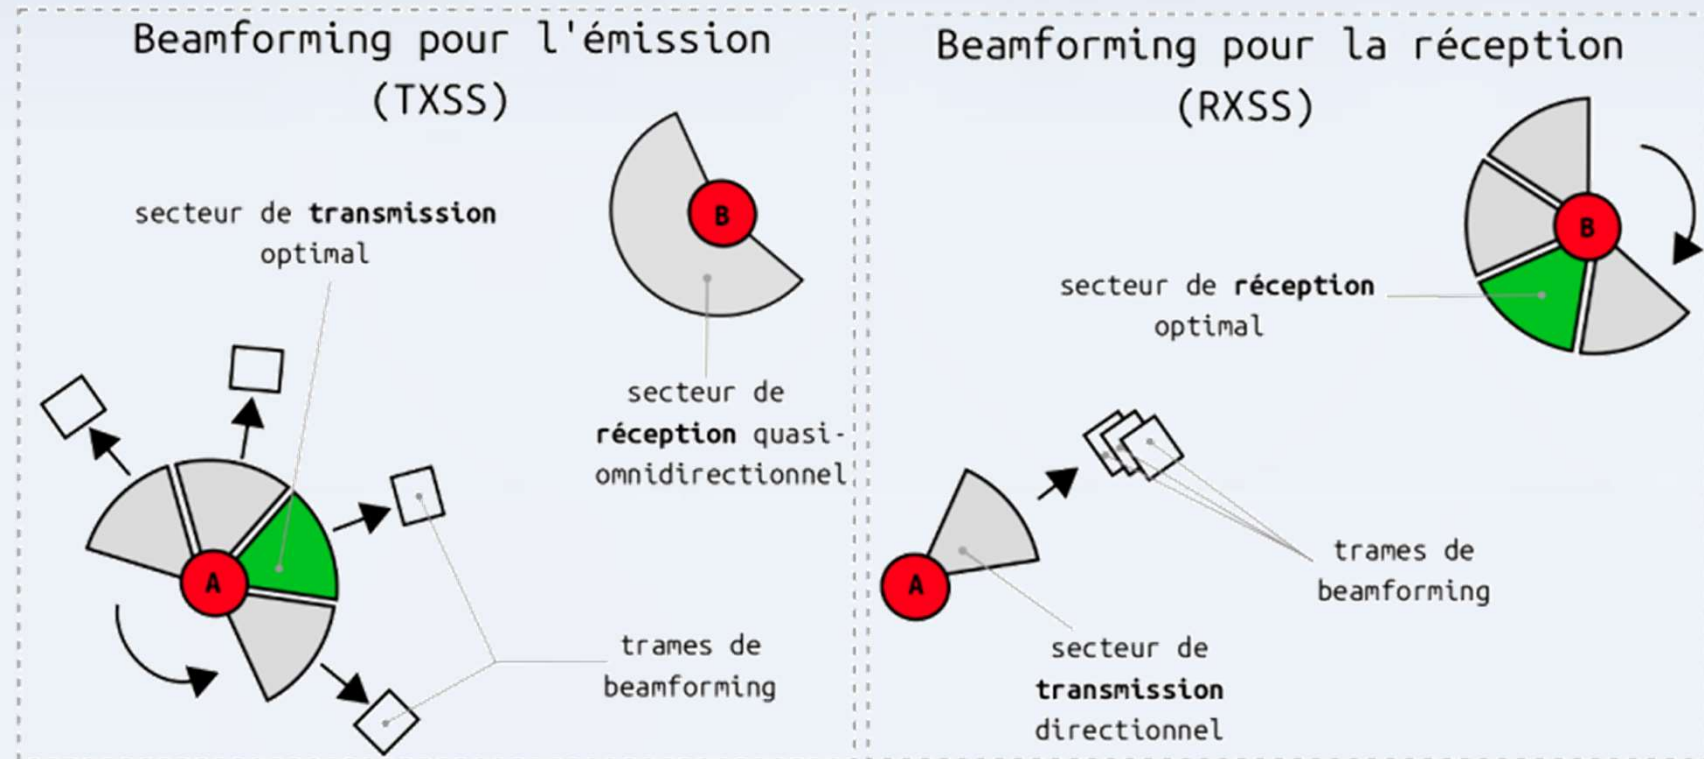 Beamforming pour l'émission
(TXSS)
B
secteur de transmission
optimal
secteur de
réception quasi-
omnidirectionnel
A
trames de
beamforming
Beamforming pour la réception
(RXSS)
B
secteur de réception
optimal
A
trames de
beamforming
secteur de
transmission
directionnel